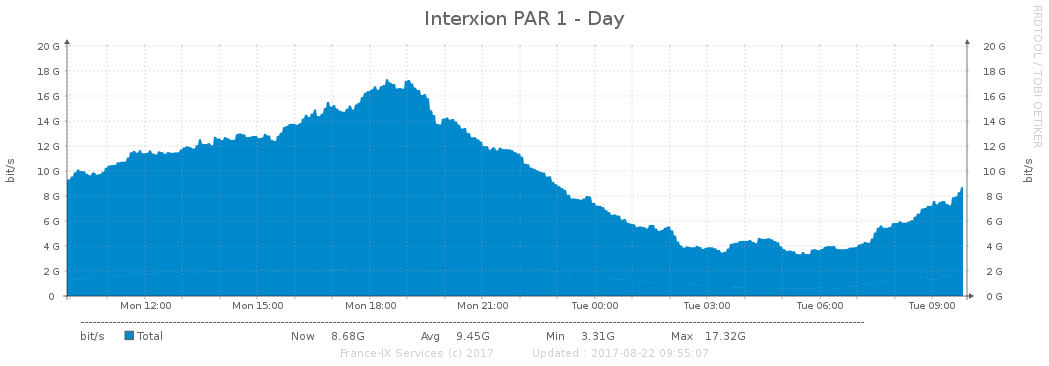 Interxion PAR 1 - Day
RRDTOOL / TOBI OETIKER
20 G 20 G
18 G 18 G
16 G 16 G
14 G 14 G
12 G 12 G
10 G 10 G
8 G 8 G
6 G 6 G
4 G 4 G
2 G 2 G
0 0 G
bit/s bit/s
Mon 12:00 Mon 15:00 Mon 18:00 Mon 21:00 Tue 00:00 Tue 03:00 Tue 06:00 Tue 09:00
bit/s Total Now 8.68G Avg 9.45G Min 3.31G Max 17.32G
France-IX Services (c) 2017 Updated : 2017-08-22 09:55:07